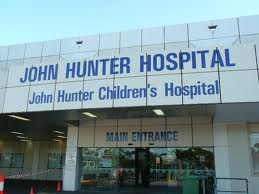 JOHN HUNTER HOSPITAL
John Hunter Children's Hospital
MAIN ENTRANCE